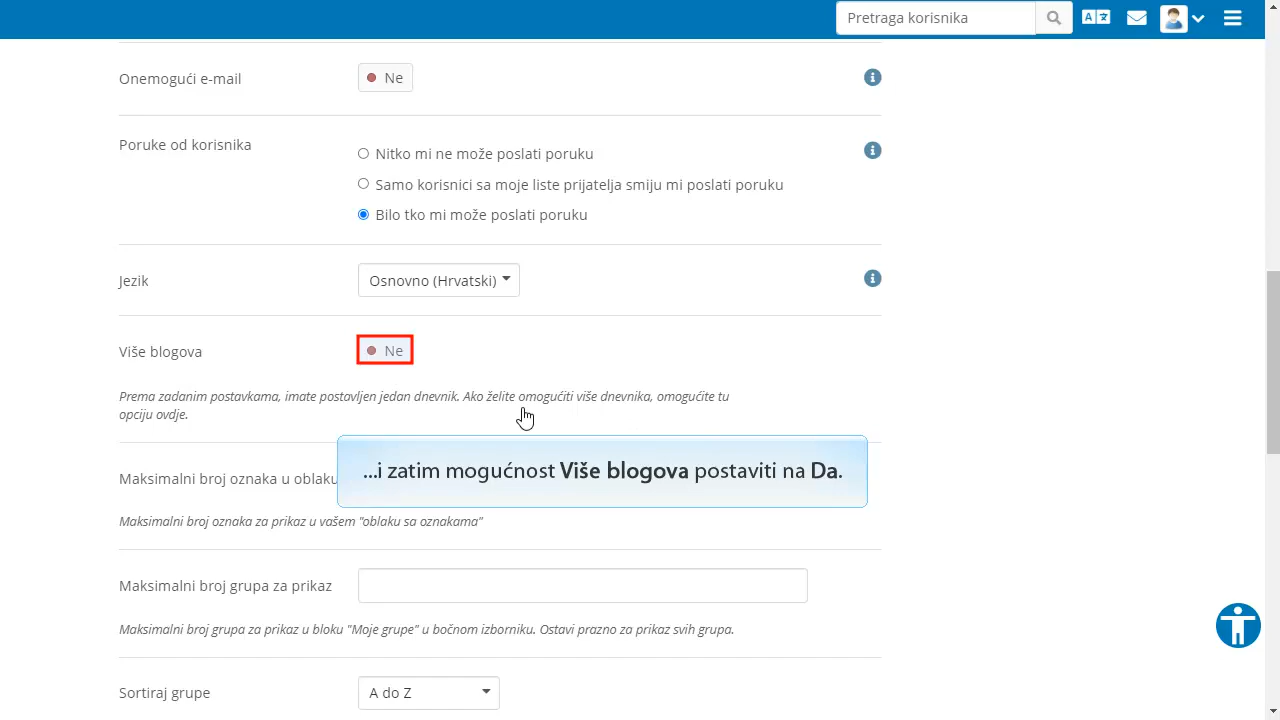 Pretraga korisnika
Onemogući e-mail
Ne
Poruke od korisnika
Nitko mi ne može poslati poruku
Samo korisnici sa moje liste prijatelja smiju mi poslati poruku
Bilo tko mi može poslati poruku
Jezik
Osnovno (Hrvatski)
Više blogova
Ne
Prema zadanim postavkama, imate postavljen jedan dnevnik. Ako želite omogućiti više dnevnika, omogućite tu
opciju ovdje.
...i zatim mogućnost Više blogova postaviti na Da.
Maksimalni broj oznaka u oblaku
Maksimalni broj oznaka za prikaz u vašem "oblaku sa oznakama"
Maksimalni broj grupa za prikaz
Maksimalni broj grupa za prikaz u bloku "Moje grupe" u bočnom izborniku. Ostavi prazno za prikaz svih grupa.
Sortiraj grupe
A do Z